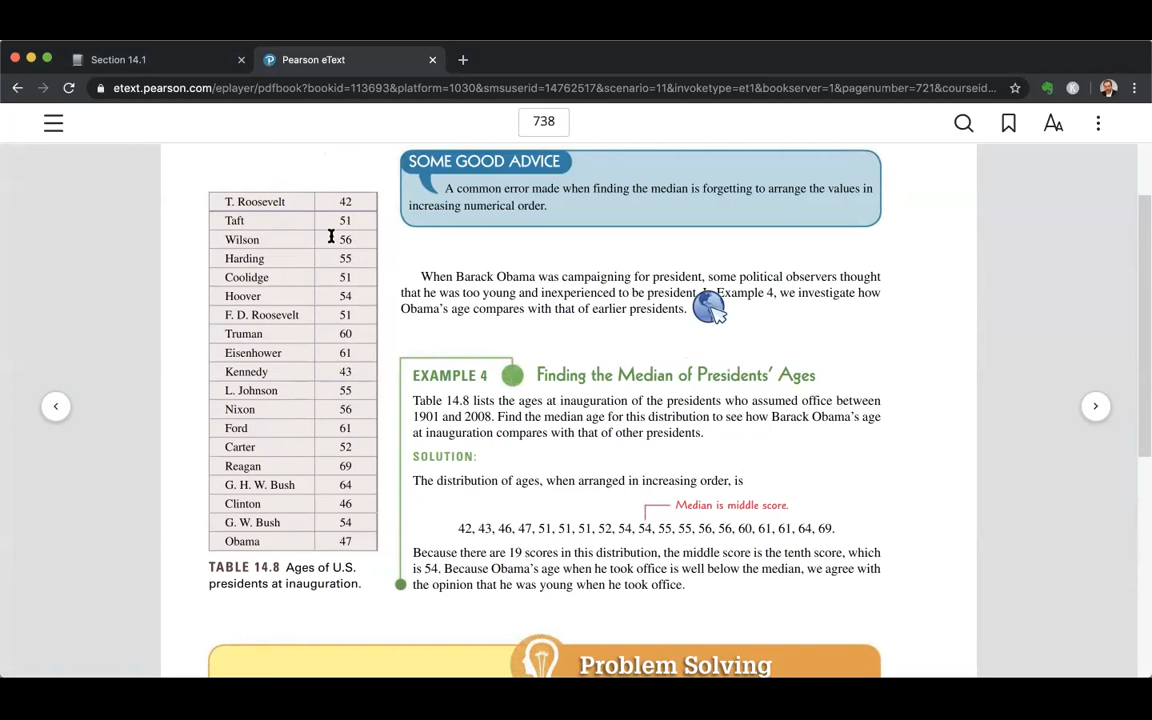 Section 14.1
Pearson eText
etext.pearson.com/eplayer/pdfbook?bookid=113693&platform=1030&smsuserid=14762517&scenario=11&invoketype=et1&bookserver=1&pagenumber=721&courseid...
738
SOME GOOD ADVICE
A common error made when finding the median is forgetting to arrange the values in
increasing numerical order.
T. Roosevelt 42
Taft 51
Wilson 56
Harding 55
Coolidge 51
Hoover 54
F. D. Roosevelt 51
Truman 60
Eisenhower 61
Kennedy 43
L. Johnson 55
Nixon 56
Ford 61
Carter 52
Reagan 69
G. H. W. Bush 64
Clinton 46
G. W. Bush 54
Obama 47
TABLE 14.8 Ages of U.S.
presidents at inauguration.
When Barack Obama was campaigning for president, some political observers thought
that he was too young and inexperienced to be president. Example 4, we investigate how
Obama's age compares with that of earlier presidents.
EXAMPLE 4 Finding the Median of Presidents' Ages
Table 14.8 lists the ages at inauguration of the presidents who assumed office between
1901 and 2008. Find the median age for this distribution to see how Barack Obama's age
at inauguration compares with that of other presidents.
SOLUTION:
The distribution of ages, when arranged in increasing order, is
Median is middle score.
42, 43, 46, 47, 51, 51, 51, 52, 54, 54, 55, 55, 56, 56, 60, 61, 61, 64, 69.
Because there are 19 scores in this distribution, the middle score is the tenth score, which
is 54. Because Obama's age when he took office is well below the median, we agree with
the opinion that he was young when he took office.
Problem Solving